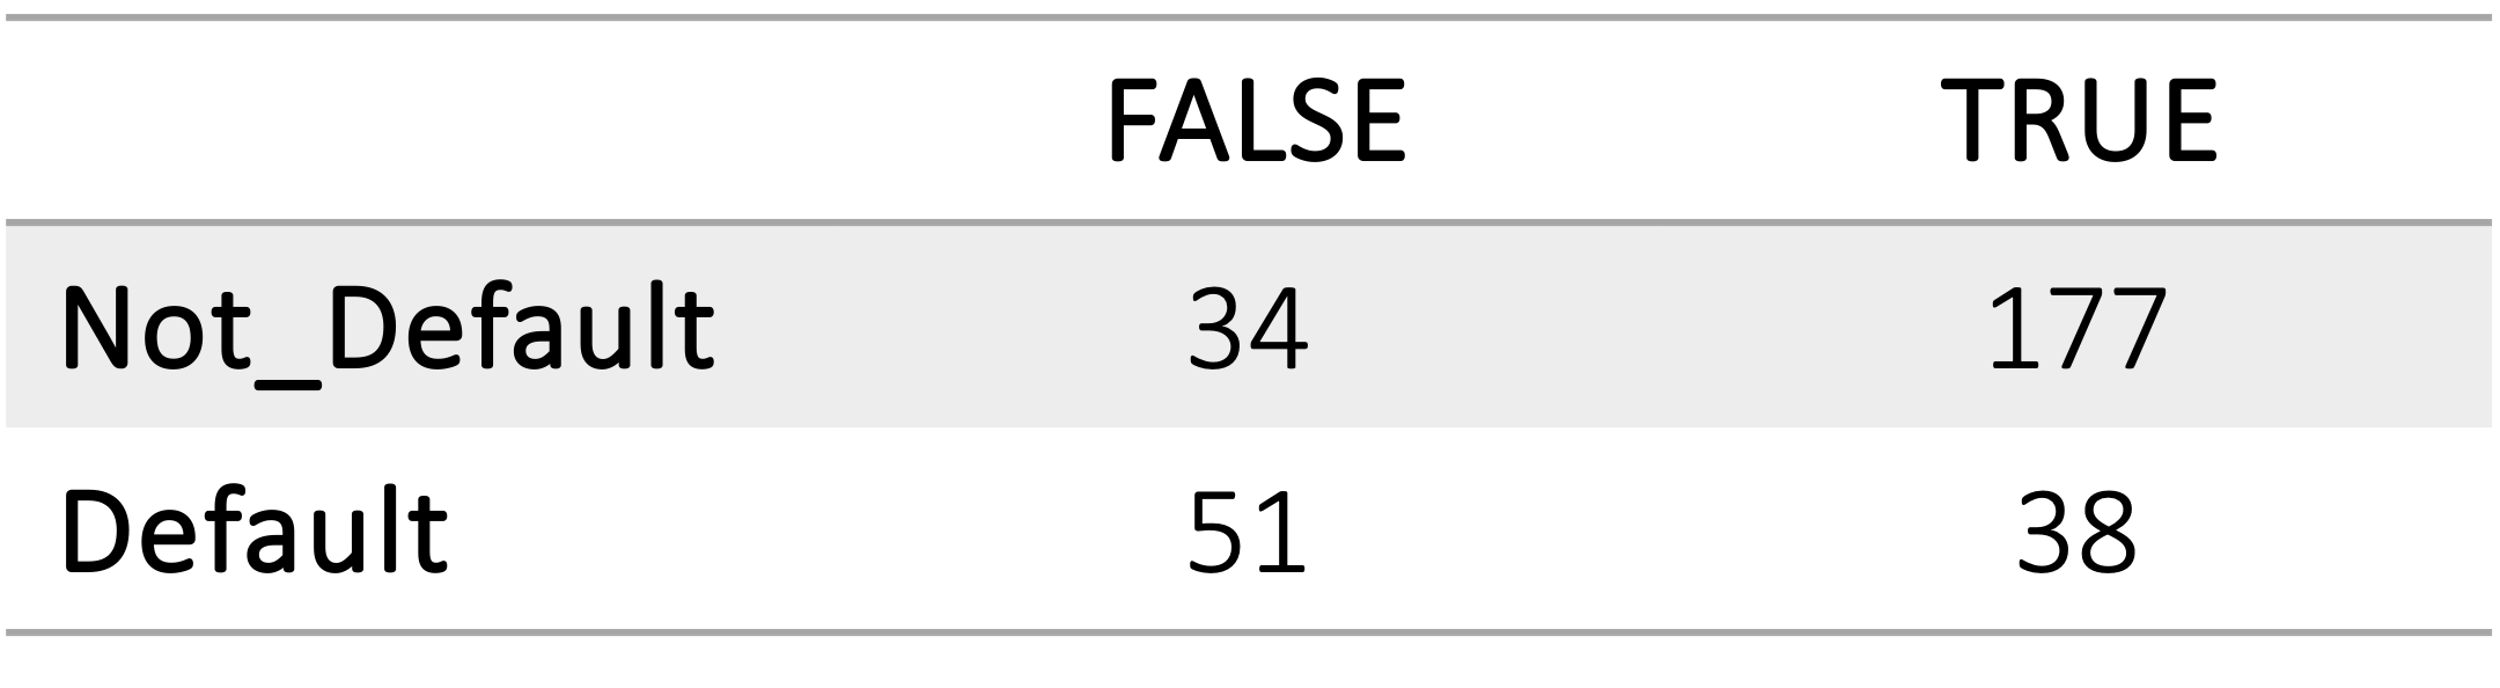 FALSE TRUE
Not_Default 34 177
Default 51 38